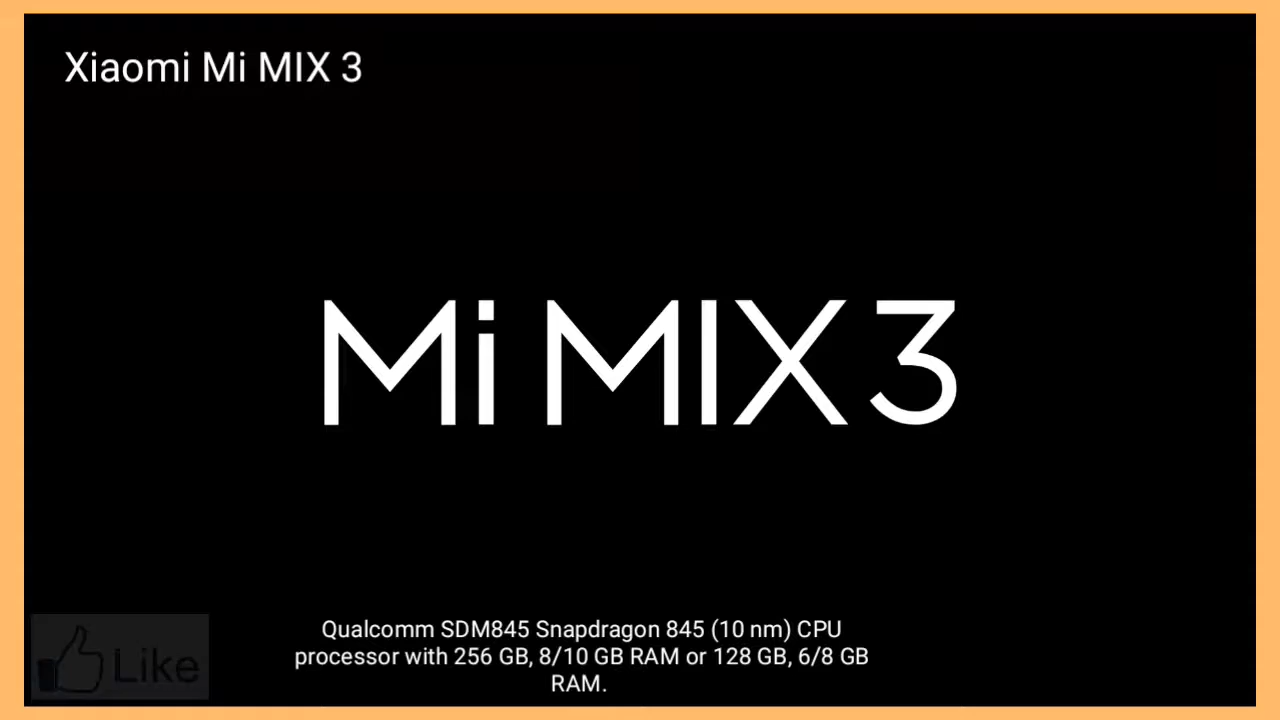 Xiaomi Mi MIX 3
Mi MIX 3
Qualcomm SDM845 Snapdragon 845 (10 nm) CPU
processor with 256 GB, 8/10 GB RAM or 128 GB, 6/8 GB
RAM.
Like